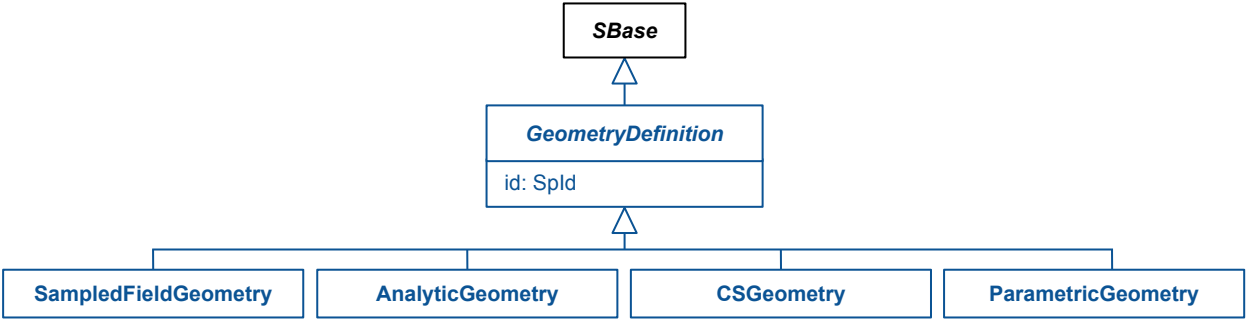 SBase
GeometryDefinition
id: SpId
SampledFieldGeometry
AnalyticGeometry
CSGeometry
ParametricGeometry